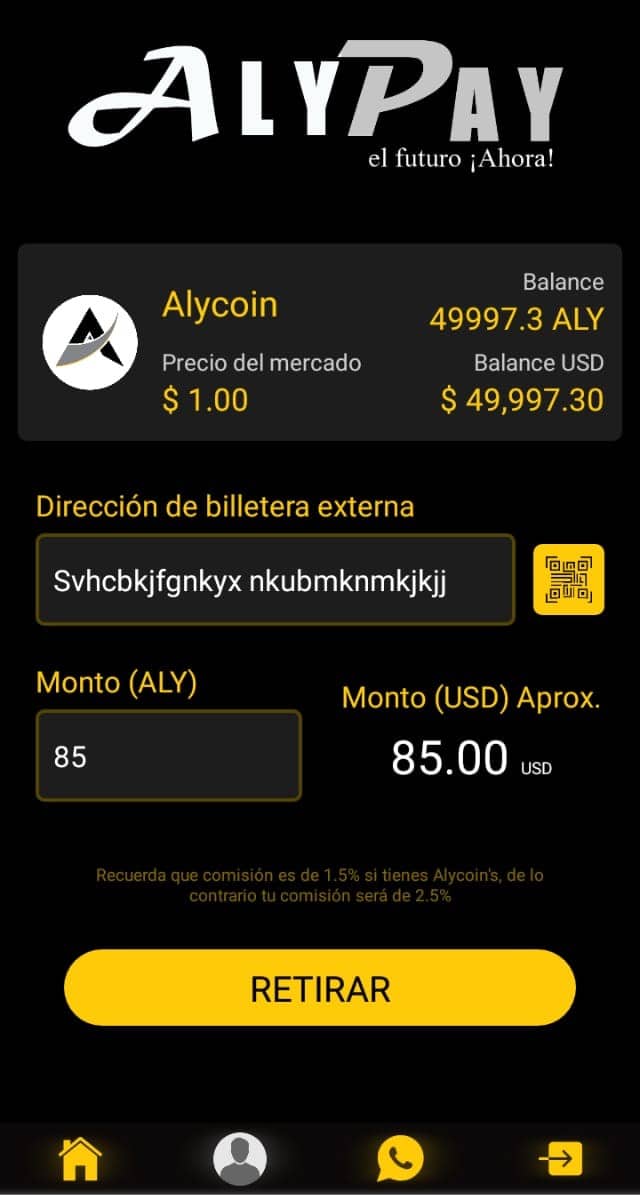 ALYPAY
el futuro ¡Ahora!
Alycoin
Balance
49997.3 ALY
Precio del mercado
Balance USD
$ 1.00
$ 49,997.30
Dirección de billetera externa
Svhcbkjfgnkyx nkubmknmkjkjj
Monto (ALY)
Monto (USD) Aprox.
85
85.00 USD
Recuerda que comisión es de 1.5% si tienes Alycoin's, de lo
contrario tu comisión será de 2.5%
RETIRAR